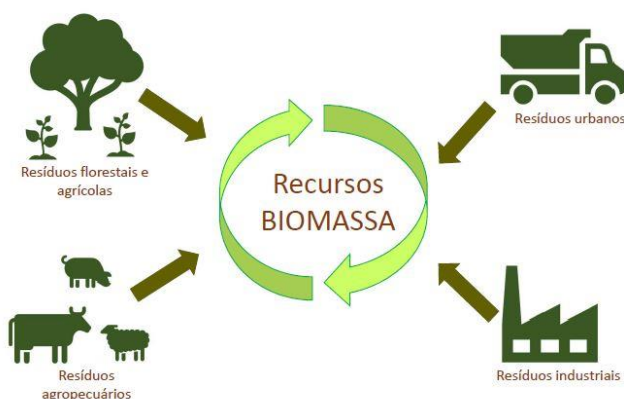 Resíduos florestais e
agrícolas
Resíduos urbanos
Recursos
BIOMASSA
Resíduos
agropecuários
Resíduos industriais